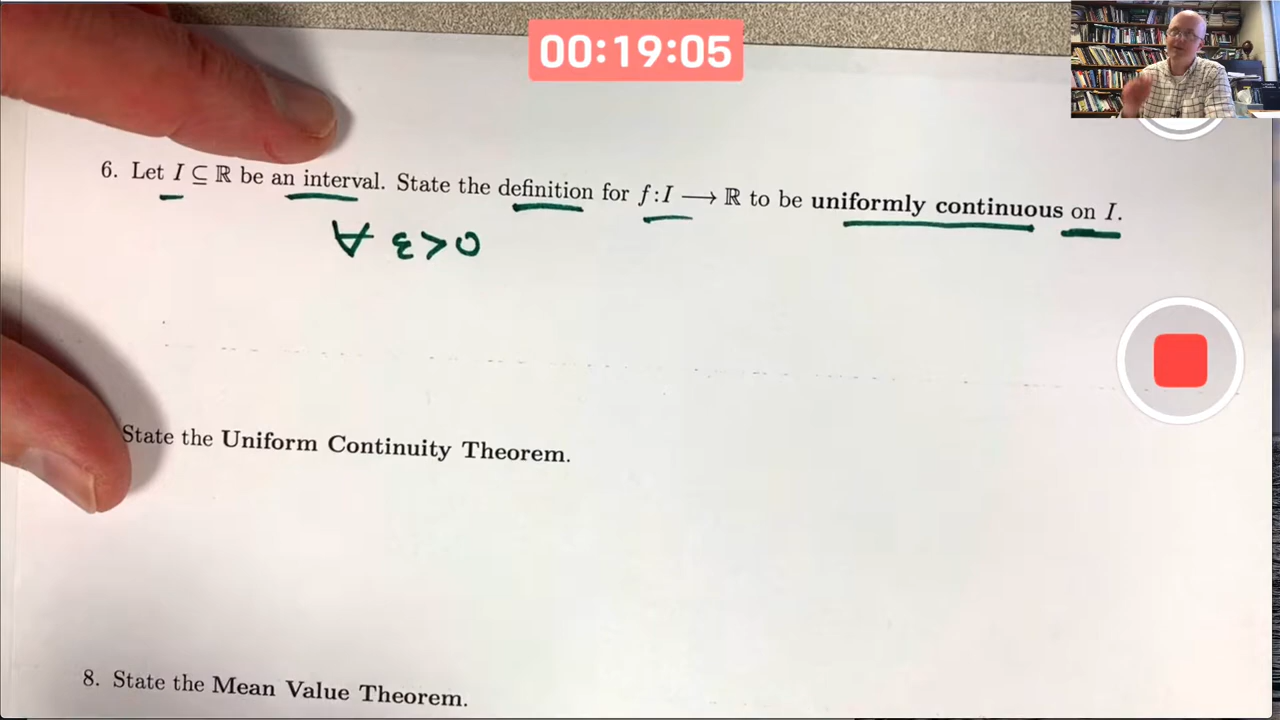 00:19:05
6. Let I ⊆ ℝ be an interval. State the definition for f : I ⟶ ℝ to be uniformly continuous on I.
∀ ε>0
State the Uniform Continuity Theorem.
8. State the Mean Value Theorem.